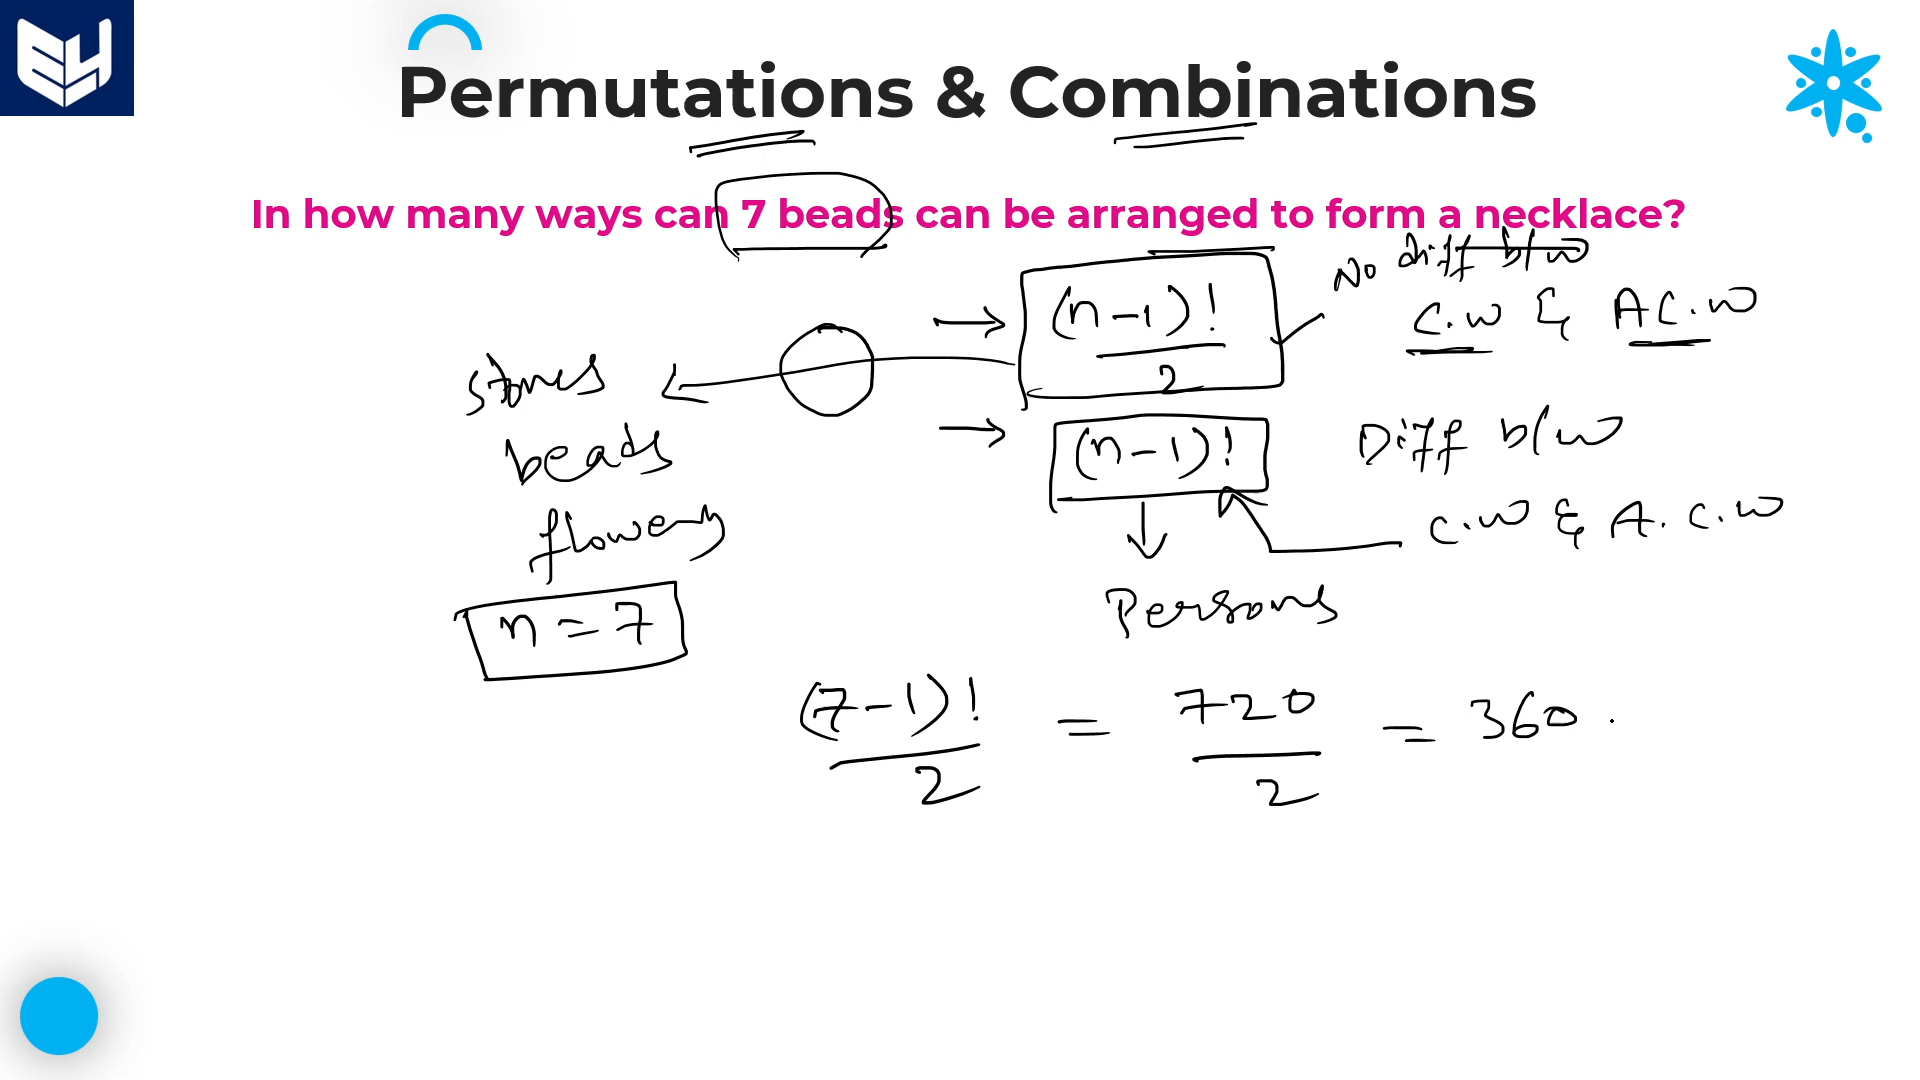 EY
Permutations & Combinations
In how many ways can 7 beads can be arranged to form a necklace?
(n-1)!
2
No diff b/w
C.W & AC.W
stones
beads
flowers
(n-1)!
Diff b/w
C.W & A.C.W
Persons
n = 7
(7-1)!/2 = 720/2 = 360.